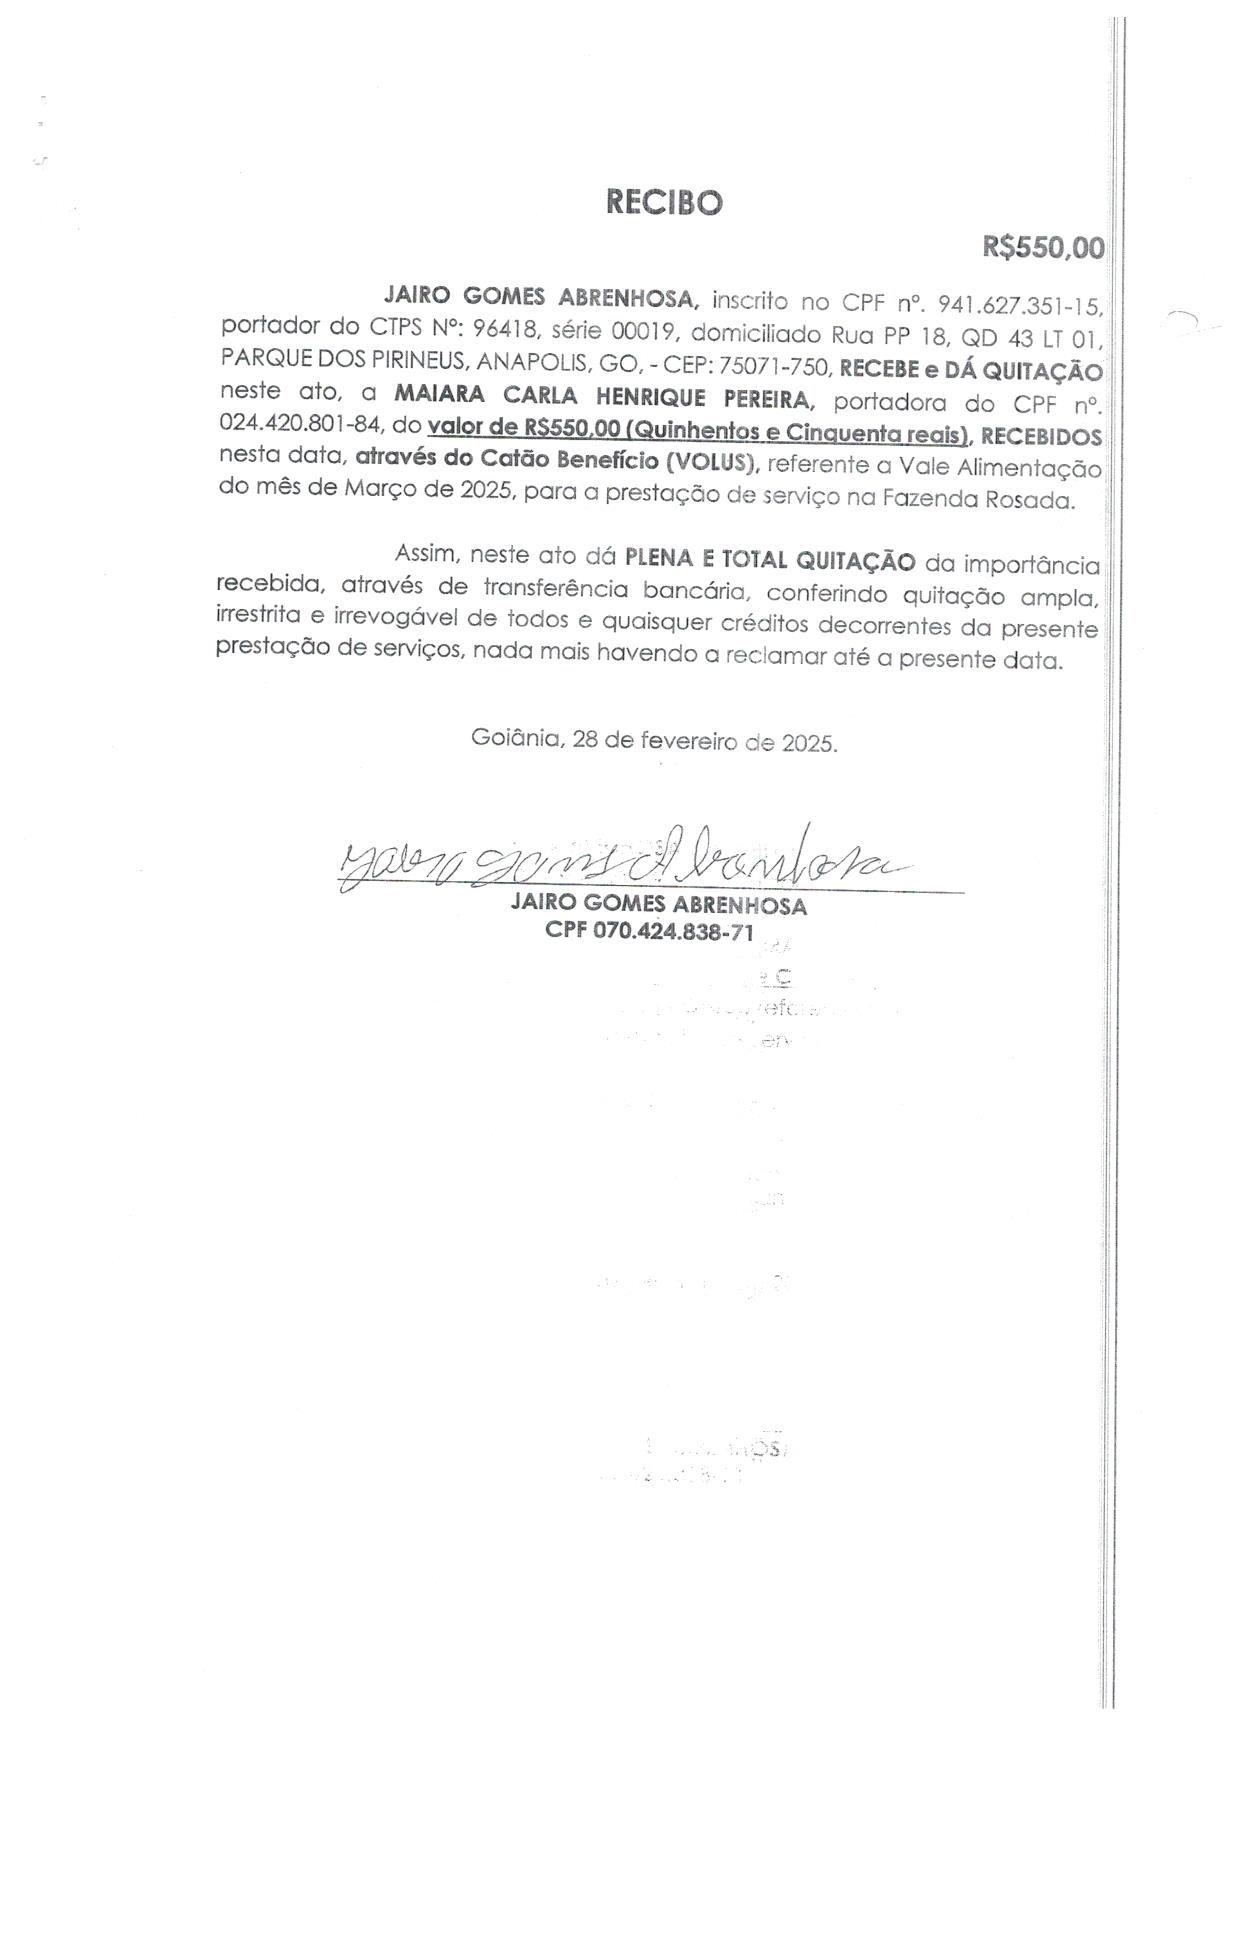 RECIBO
R$550,00
JAIRO GOMES ABRENHOSA, inscrito no CPF nº. 941.627.351-15,
portador do CTPS Nº: 96418, série 00019, domiciliado Rua PP 18, QD 43 LT 01,
PARQUE DOS PIRINEUS, ANAPOLIS, GO, - CEP: 75071-750, RECEBE e DÁ QUITAÇÃO
neste ato, a MAIARA CARLA HENRIQUE PEREIRA, portadora do CPF nº.
024.420.801-84, do valor de R$550,00 (Quinhentos e Cinquenta reais), RECEBIDOS
nesta data, através do Catão Benefício (VOLUS), referente a Vale Alimentação
do mês de Março de 2025, para a prestação de serviço na Fazenda Rosada.
Assim, neste ato dá PLENA E TOTAL QUITAÇÃO da importância
recebida, através de transferência bancária, conferindo quitação ampla,
irrestrita e irrevogável de todos e quaisquer créditos decorrentes da presente
prestação de serviços, nada mais havendo a reclamar até a presente data.
Goiânia, 28 de fevereiro de 2025.
JAIRO GOMES ABRENHOSA
CPF 070.424.838-71